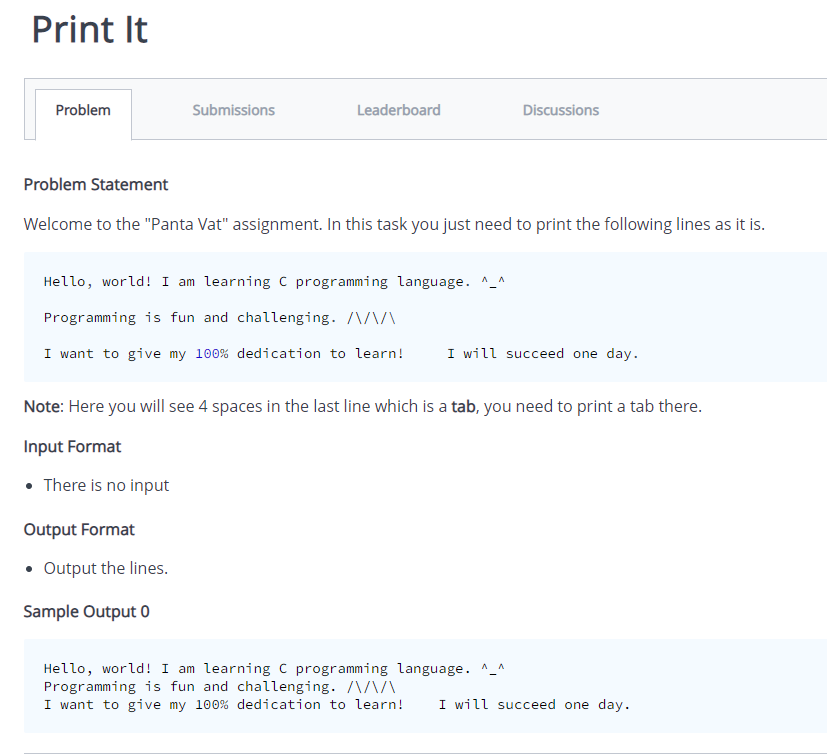 Print It
Problem Submissions Leaderboard Discussions
Problem Statement
Welcome to the "Panta Vat" assignment. In this task you just need to print the following lines as it is.
Hello, world! I am learning C programming language. ^_^
Programming is fun and challenging. /\/\/\
I want to give my 100% dedication to learn!     I will succeed one day.
Note: Here you will see 4 spaces in the last line which is a tab, you need to print a tab there.
Input Format
• There is no input
Output Format
• Output the lines.
Sample Output 0
Hello, world! I am learning C programming language. ^_^
Programming is fun and challenging. /\/\/\
I want to give my 100% dedication to learn!    I will succeed one day.